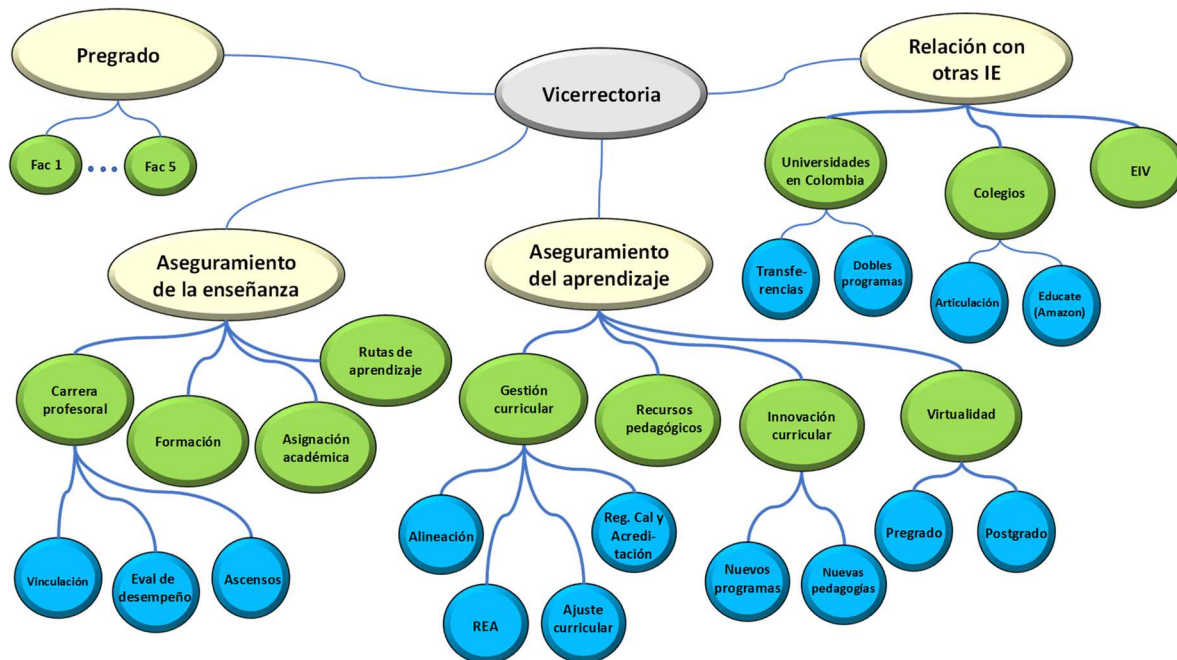 Pregrado
Fac 1
Fac 5
Vicerrectoria
Relación con
otras IE
Universidades
en Colombia
Transfe-
rencias
Dobles
programas
Colegios
Articulación
Educate
(Amazon)
EIV
Aseguramiento
de la enseñanza
Carrera
profesoral
Vinculación
Eval de
desempeño
Ascensos
Formación
Asignación
académica
Rutas de
aprendizaje
Aseguramiento
del aprendizaje
Gestión
curricular
Alineación
REA
Ajuste
curricular
Reg. Cal y
Acredi-
tación
Recursos
pedagógicos
Innovación
curricular
Nuevos
programas
Nuevas
pedagogías
Virtualidad
Pregrado
Postgrado